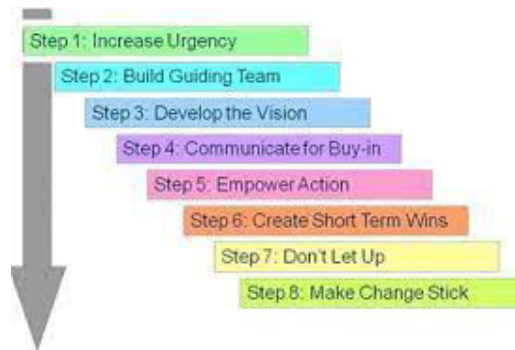 Step 1: Increase Urgency
Step 2: Build Guiding Team
Step 3: Develop the Vision
Step 4: Communicate for Buy-in
Step 5: Empower Action
Step 6: Create Short Term Wins
Step 7: Don't Let Up
Step 8: Make Change Stick